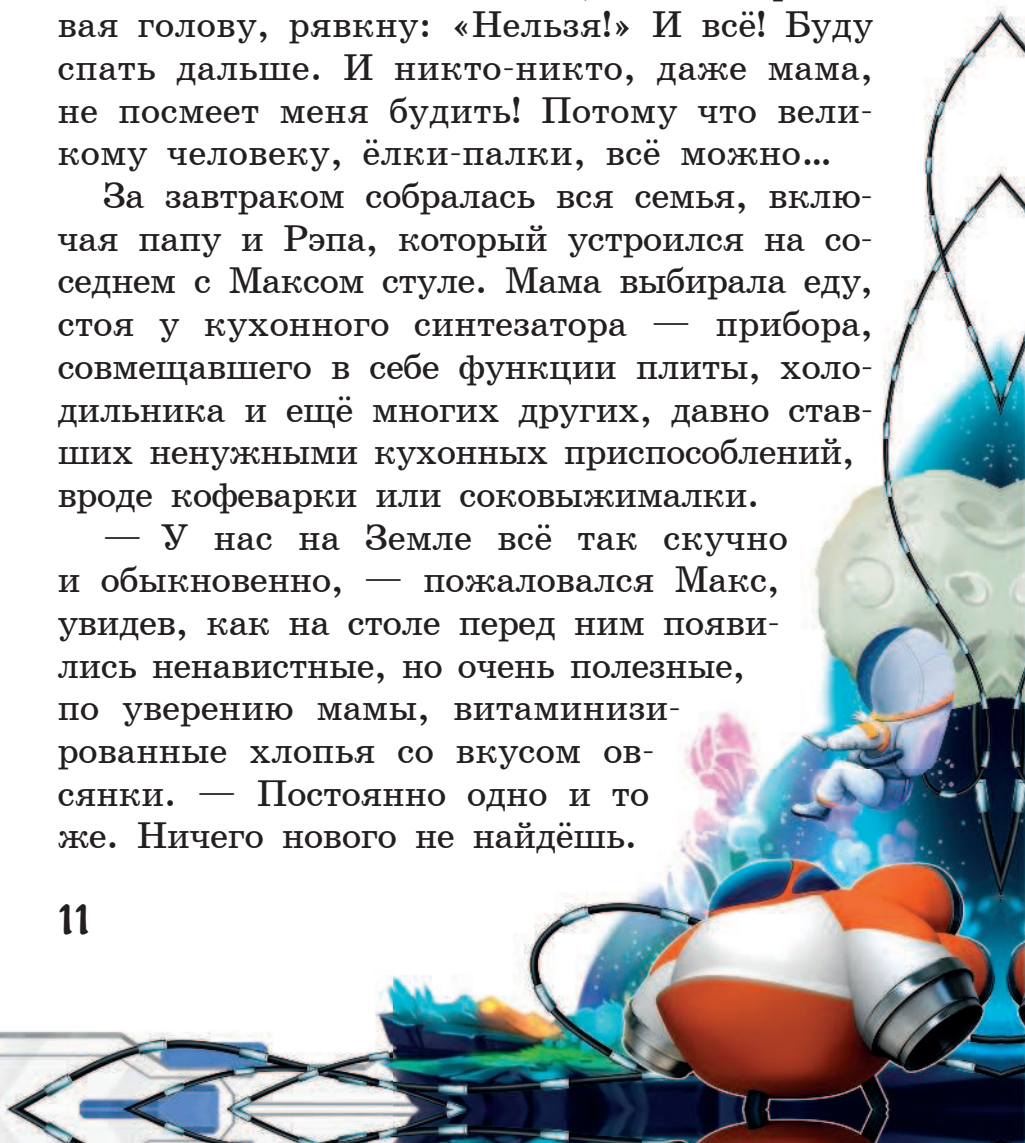 вая голову, рявкну: «Нельзя!» И всё! Буду
спать дальше. И никто-никто, даже мама,
не посмеет меня будить! Потому что вели-
кому человеку, ёлки-палки, всё можно…
За завтраком собралась вся семья, вклю-
чая папу и Рэпа, который устроился на со-
седнем с Максом стуле. Мама выбирала еду,
стоя у кухонного синтезатора — прибора,
совмещавшего в себе функции плиты, холо-
дильника и ещё многих других, давно став-
ших ненужными кухонных приспособлений,
вроде кофеварки или соковыжималки.
— У нас на Земле всё так скучно
и обыкновенно, — пожаловался Макс,
увидев, как на столе перед ним появи-
лись ненавистные, но очень полезные,
по уверению мамы, витаминизи-
рованные хлопья со вкусом ов-
сянки. — Постоянно одно и то
же. Ничего нового не найдёшь.
11